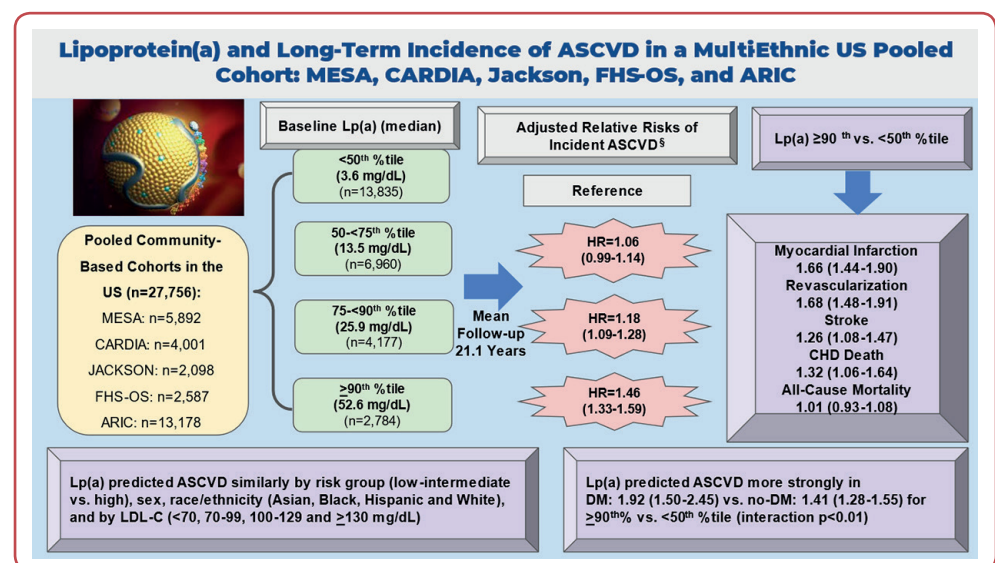 Lipoprotein(a) and Long-Term Incidence of ASCVD in a MultiEthnic US Pooled
Cohort: MESA, CARDIA, Jackson, FHS-OS, and ARIC
Baseline Lp(a) (median)
<50th %tile
(3.6 mg/dL)
(n=13,835)
50-<75th %tile
(13.5 mg/dL)
(n=6,960)
75-<90th %tile
(25.9 mg/dL)
(n=4,177)
≥90th %tile
(52.6 mg/dL)
(n=2,784)
Pooled Community-
Based Cohorts in the
US (n=27,756):
MESA: n=5,892
CARDIA: n=4,001
JACKSON: n=2,098
FHS-OS: n=2,587
ARIC: n=13,178
Mean
Follow-up
21.1 Years
Adjusted Relative Risks of
Incident ASCVD§
Reference
HR=1.06
(0.99-1.14)
HR=1.18
(1.09-1.28)
HR=1.46
(1.33-1.59)
Lp(a) ≥90 th vs. <50th %tile
Myocardial Infarction
1.66 (1.44-1.90)
Revascularization
1.68 (1.48-1.91)
Stroke
1.26 (1.08-1.47)
CHD Death
1.32 (1.06-1.64)
All-Cause Mortality
1.01 (0.93-1.08)
Lp(a) predicted ASCVD similarly by risk group (low-intermediate
vs. high), sex, race/ethnicity (Asian, Black, Hispanic and White),
and by LDL-C (<70, 70-99, 100-129 and ≥130 mg/dL)
Lp(a) predicted ASCVD more strongly in
DM: 1.92 (1.50-2.45) vs. no-DM: 1.41 (1.28-1.55) for
≥90th% vs. <50th %tile (interaction p<0.01)